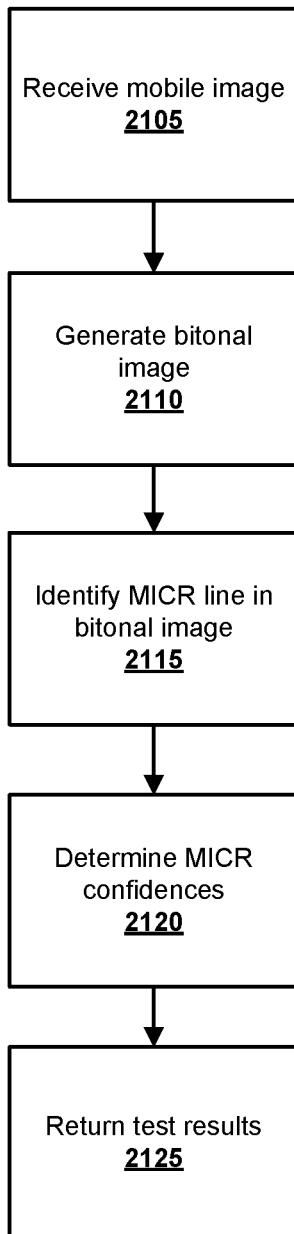 Receive mobile image
2105
Generate bitonal
image
2110
Identify MICR line in
bitonal image
2115
Determine MICR
confidences
2120
Return test results
2125